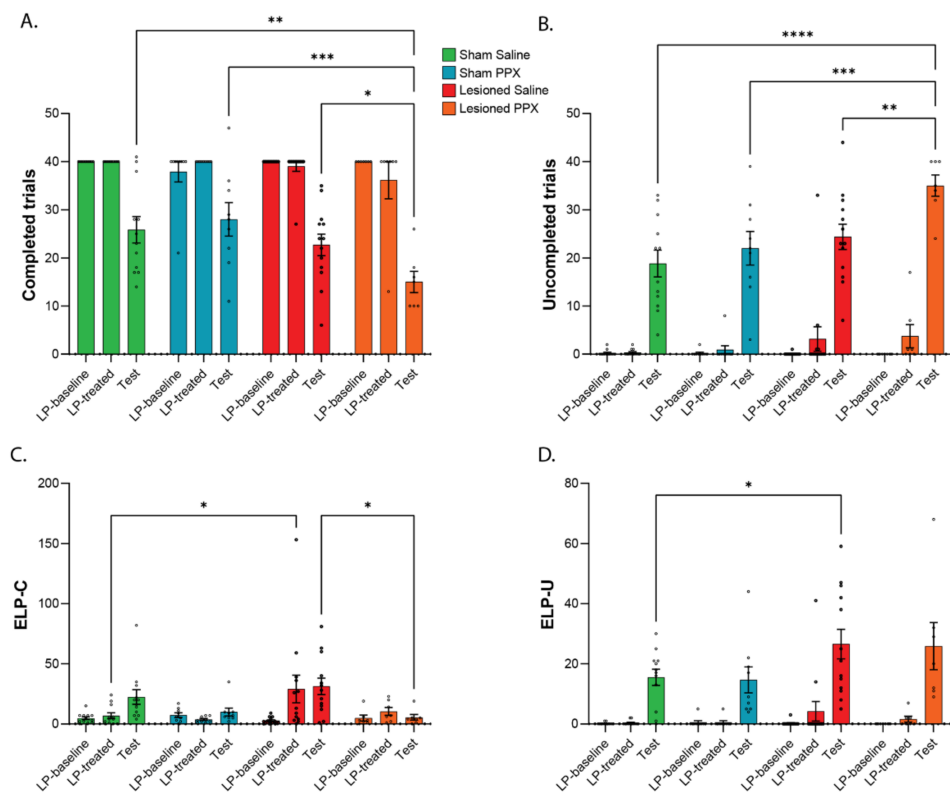 A.
**
***
*
Sham Saline
Sham PPX
Lesioned Saline
Lesioned PPX
50
40
30
20
10
0
Completed trials
LP-baseline
LP-treated
Test
LP-baseline
LP-treated
Test
LP-baseline
LP-treated
Test
LP-baseline
LP-treated
Test
B.
****
***
**
50
40
30
20
10
0
Uncompleted trials
LP-baseline
LP-treated
Test
LP-baseline
LP-treated
Test
LP-baseline
LP-treated
Test
LP-baseline
LP-treated
Test
C.
200
150
100
50
0
ELP-C
*
*
LP-baseline
LP-treated
Test
LP-baseline
LP-treated
Test
LP-baseline
LP-treated
Test
LP-baseline
LP-treated
Test
D.
80
60
40
20
0
ELP-U
*
LP-baseline
LP-treated
Test
LP-baseline
LP-treated
Test
LP-baseline
LP-treated
Test
LP-baseline
LP-treated
Test